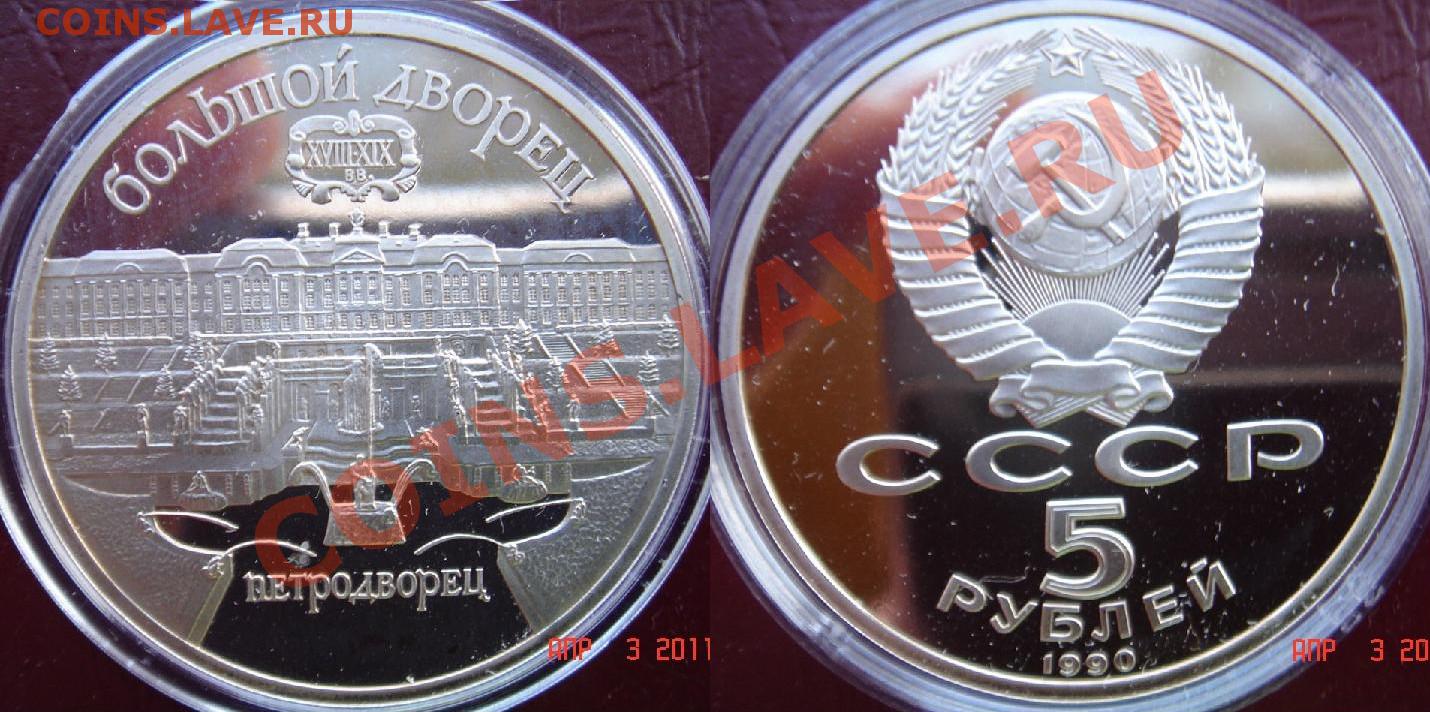 COINS.LAVE.RU
БОЛЬШОЙ ДВОРЕЦ
XVIII-XIX
ВВ.
ПЕТРОДВОРЕЦ
АПР 3 2011
СССР
5
РУБЛЕЙ
1990
АПР 3 20
COINS.LAVE.RU